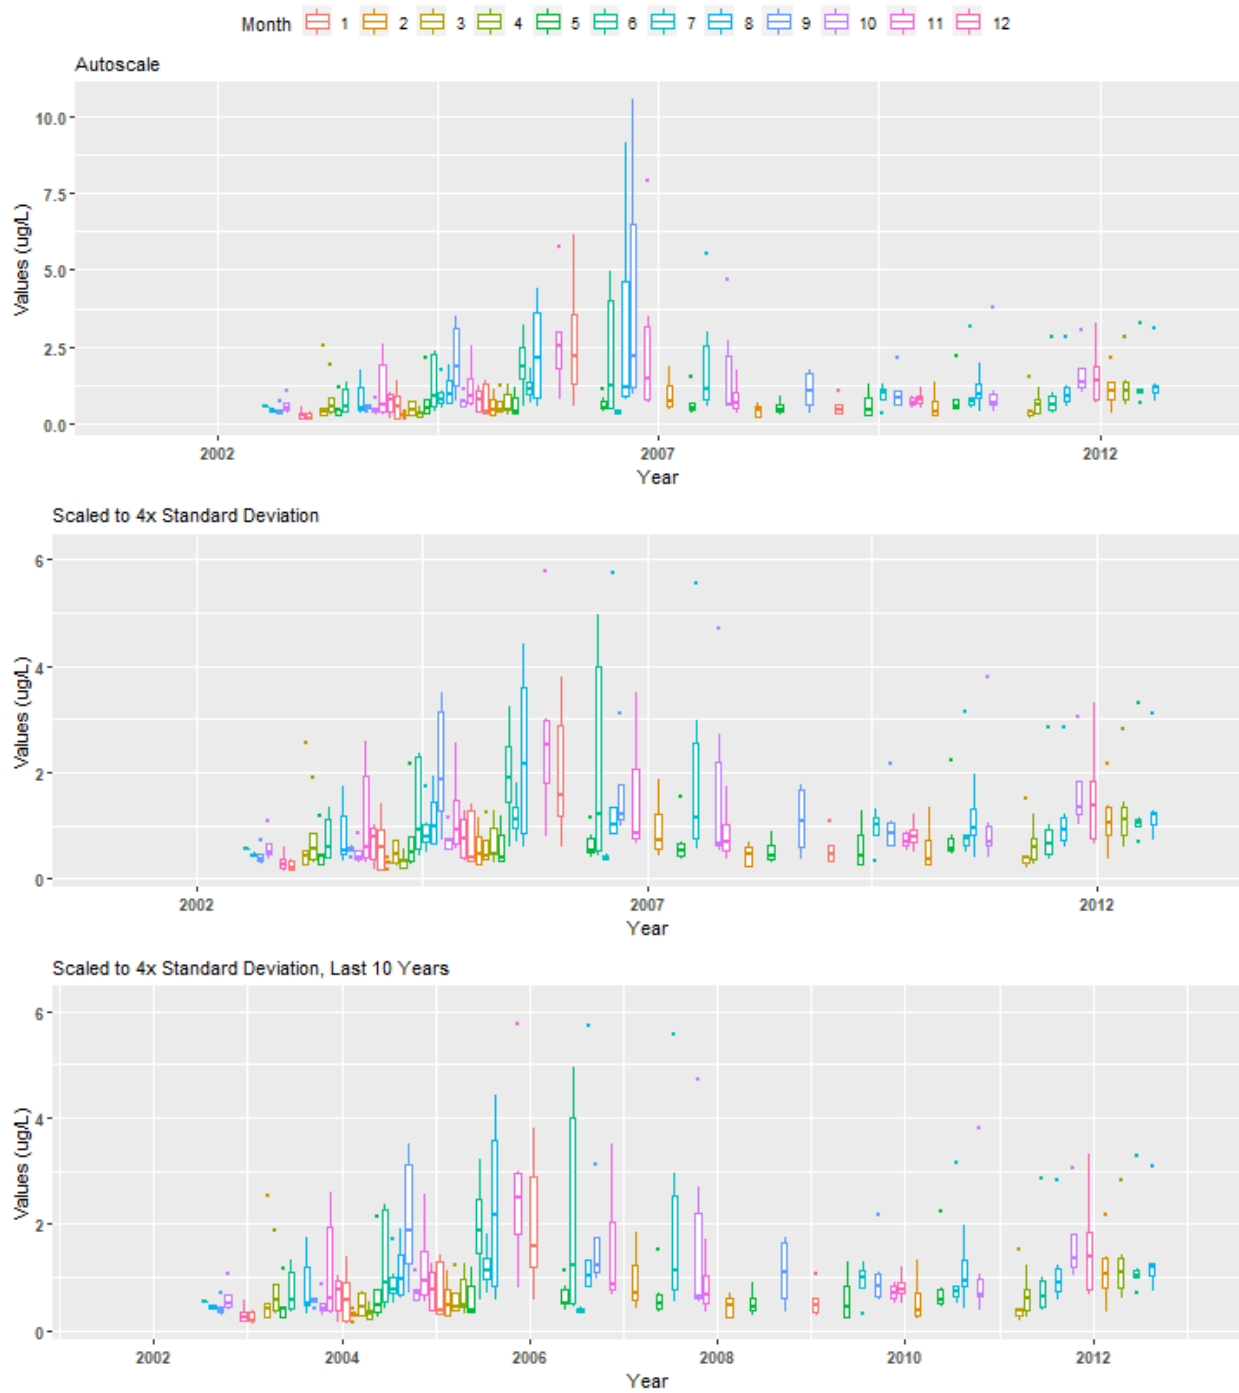 Month 1 2 3 4 5 6 7 8 9 10 11 12
Autoscale
Values (ug/L)
10.0
7.5
5.0
2.5
0.0
2002 2007 2012
Year
Scaled to 4x Standard Deviation
Values (ug/L)
6
4
2
0
2002 2007 2012
Year
Scaled to 4x Standard Deviation, Last 10 Years
Values (ug/L)
6
4
2
0
2002 2004 2006 2008 2010 2012
Year